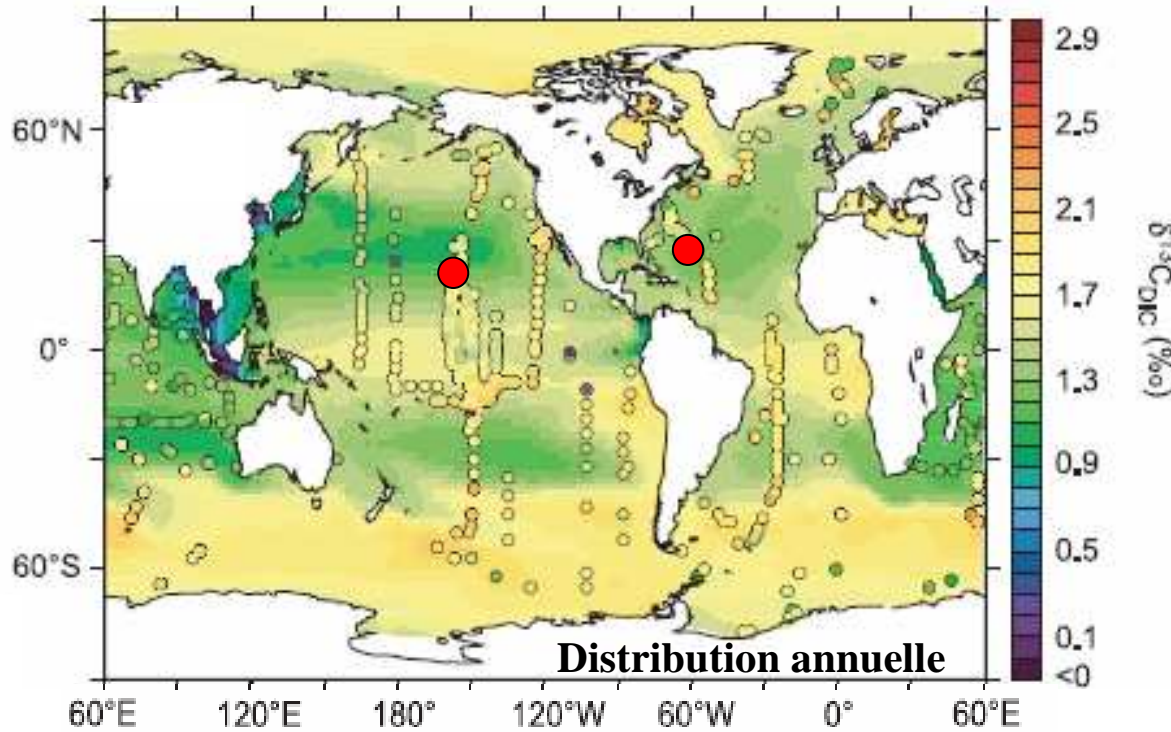 60°N
0°
60°S
60°E
120°E
180°
120°W
60°W
0°
60°E
Distribution annuelle
2.9
2.5
2.1
1.7
1.3
0.9
0.5
0.1
<0
δ¹³C_DIC (‰)